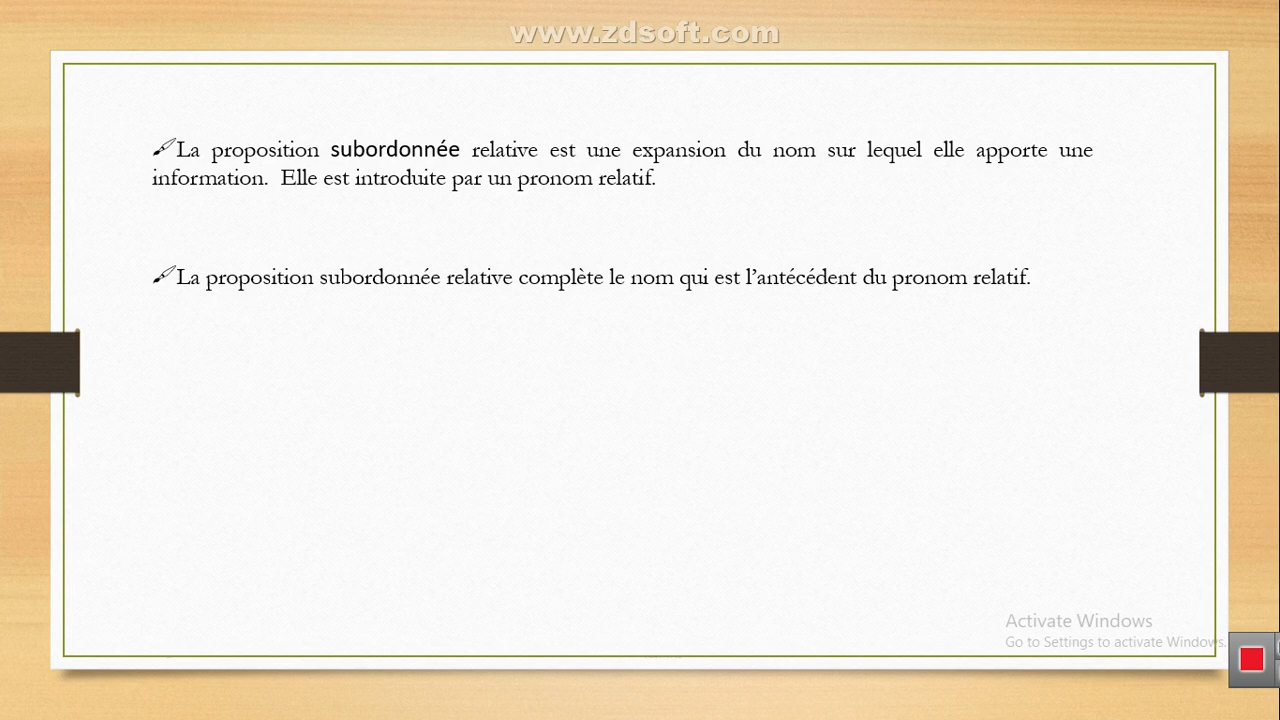 www.zdsoft.com
La proposition subordonnée relative est une expansion du nom sur lequel elle apporte une
information. Elle est introduite par un pronom relatif.
La proposition subordonnée relative complète le nom qui est l’antécédent du pronom relatif.
Activate Windows
Go to Settings to activate Windows.